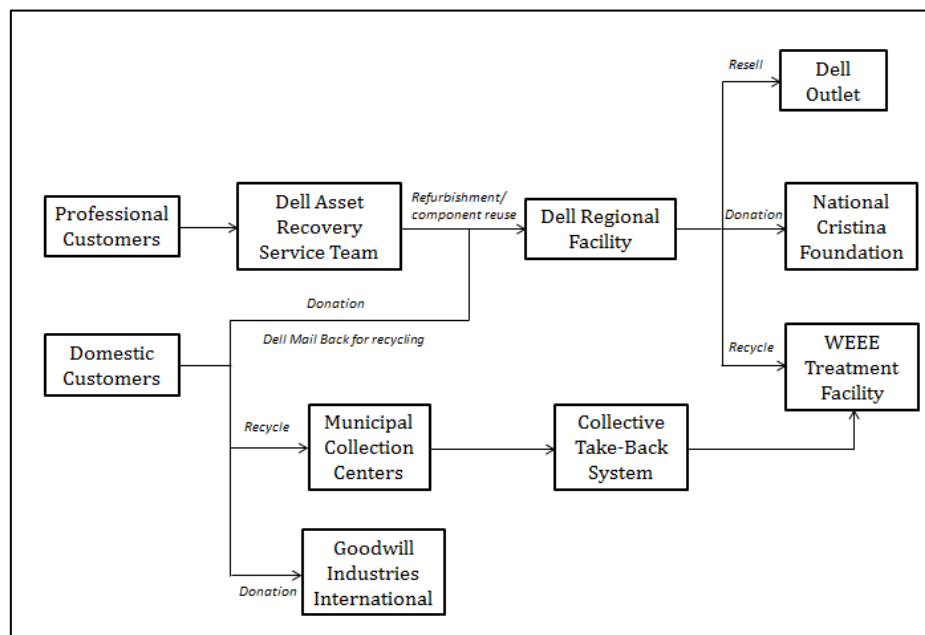 Resell
Dell
Outlet
Professional
Customers
Dell Asset
Recovery
Service Team
Refurbishment/
component reuse
Dell Regional
Facility
Donation
National
Cristina
Foundation
Donation
Dell Mail Back for recycling
Domestic
Customers
Recycle
WEEE
Treatment
Facility
Recycle
Municipal
Collection
Centers
Collective
Take-Back
System
Donation
Goodwill
Industries
International